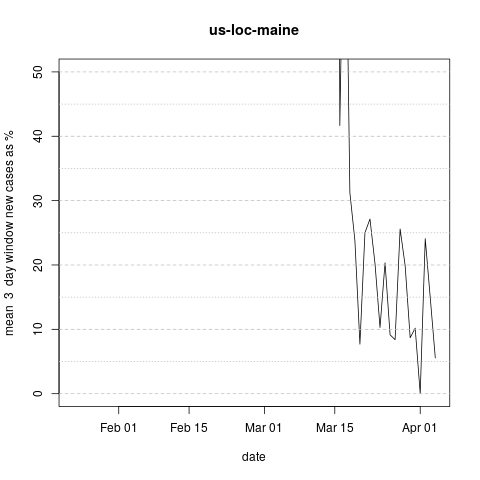 us-loc-maine
mean 3 day window new cases as %
50
40
30
20
10
0
Feb 01
Feb 15
Mar 01
Mar 15
Apr 01
date